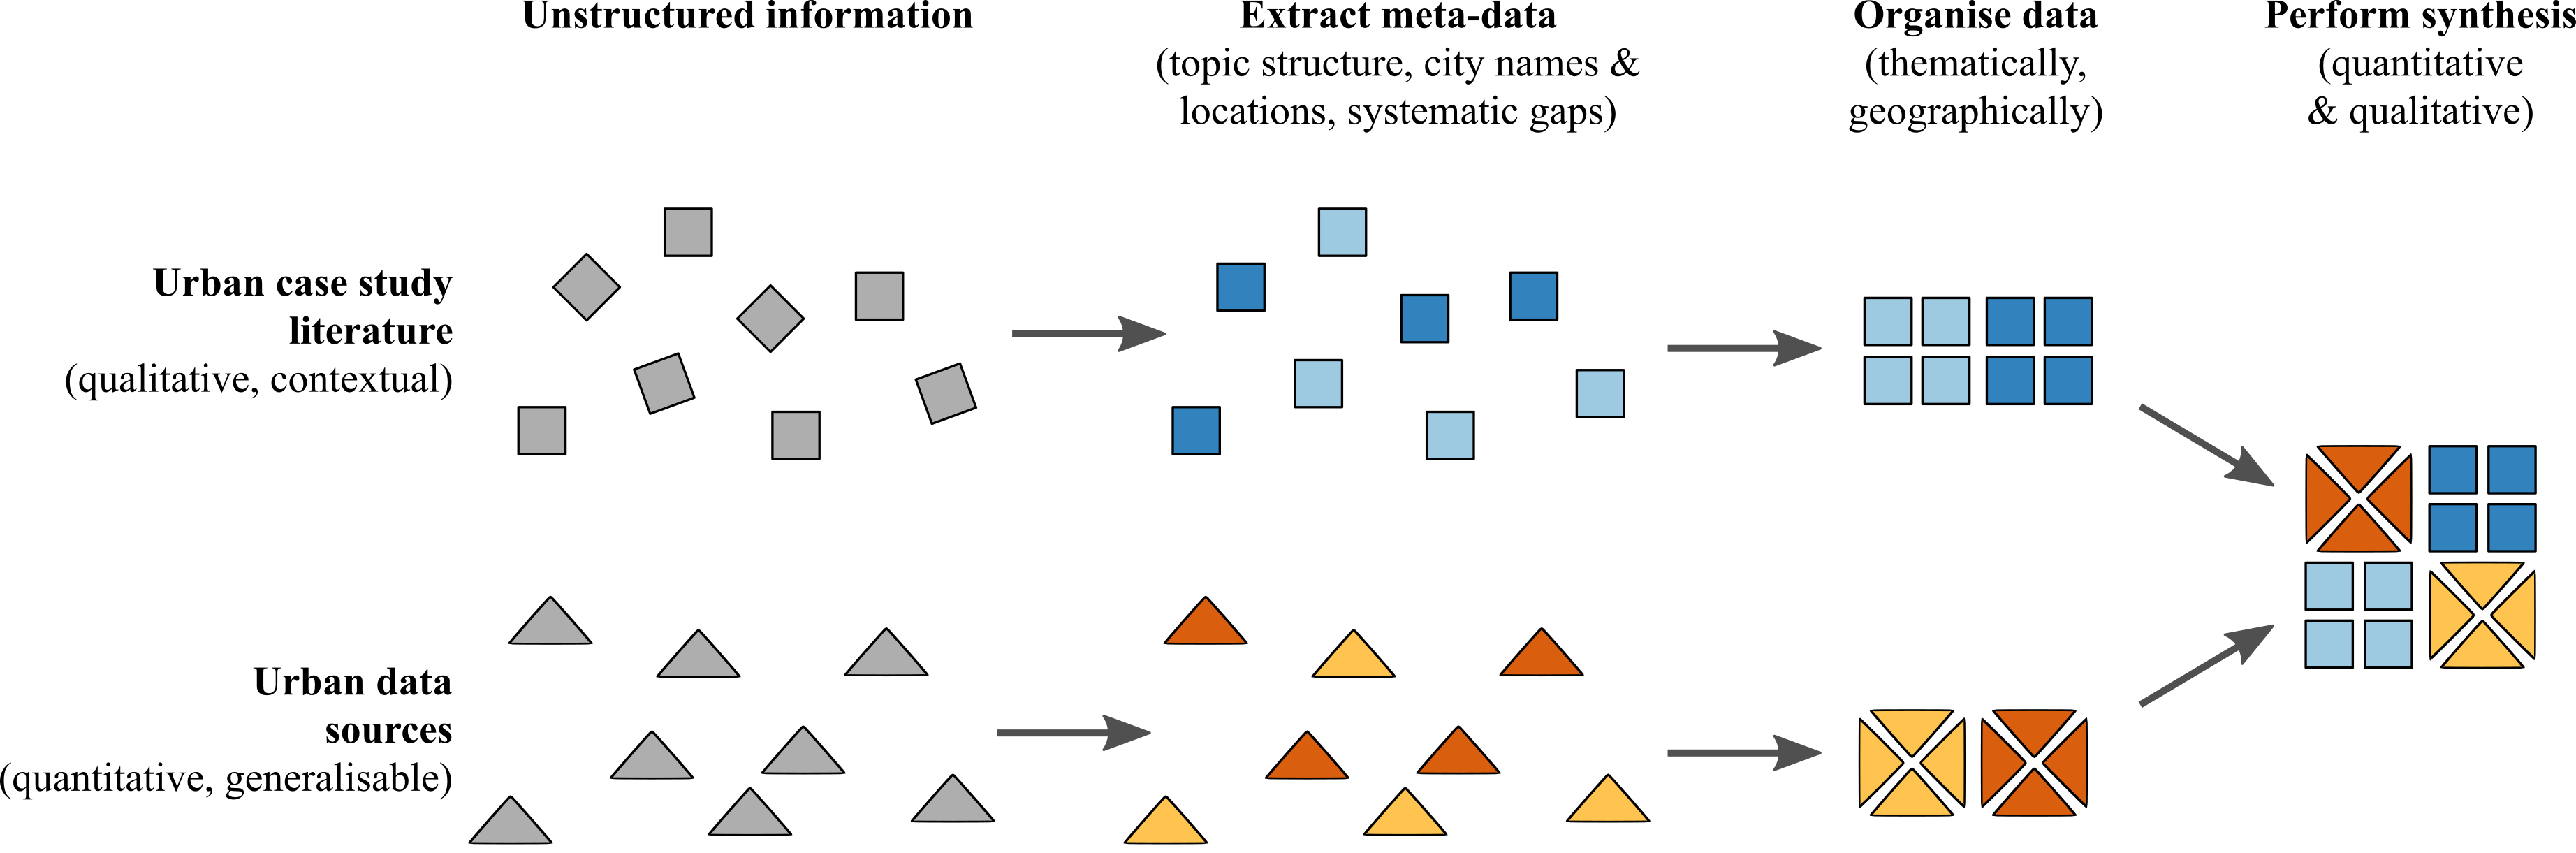 Unstructured information
Extract meta-data
(topic structure, city names &
locations, systematic gaps)
Organise data
(thematically,
geographically)
Perform synthesis
(quantitative
& qualitative)
Urban case study
literature
(qualitative, contextual)
Urban data
sources
(quantitative, generalisable)